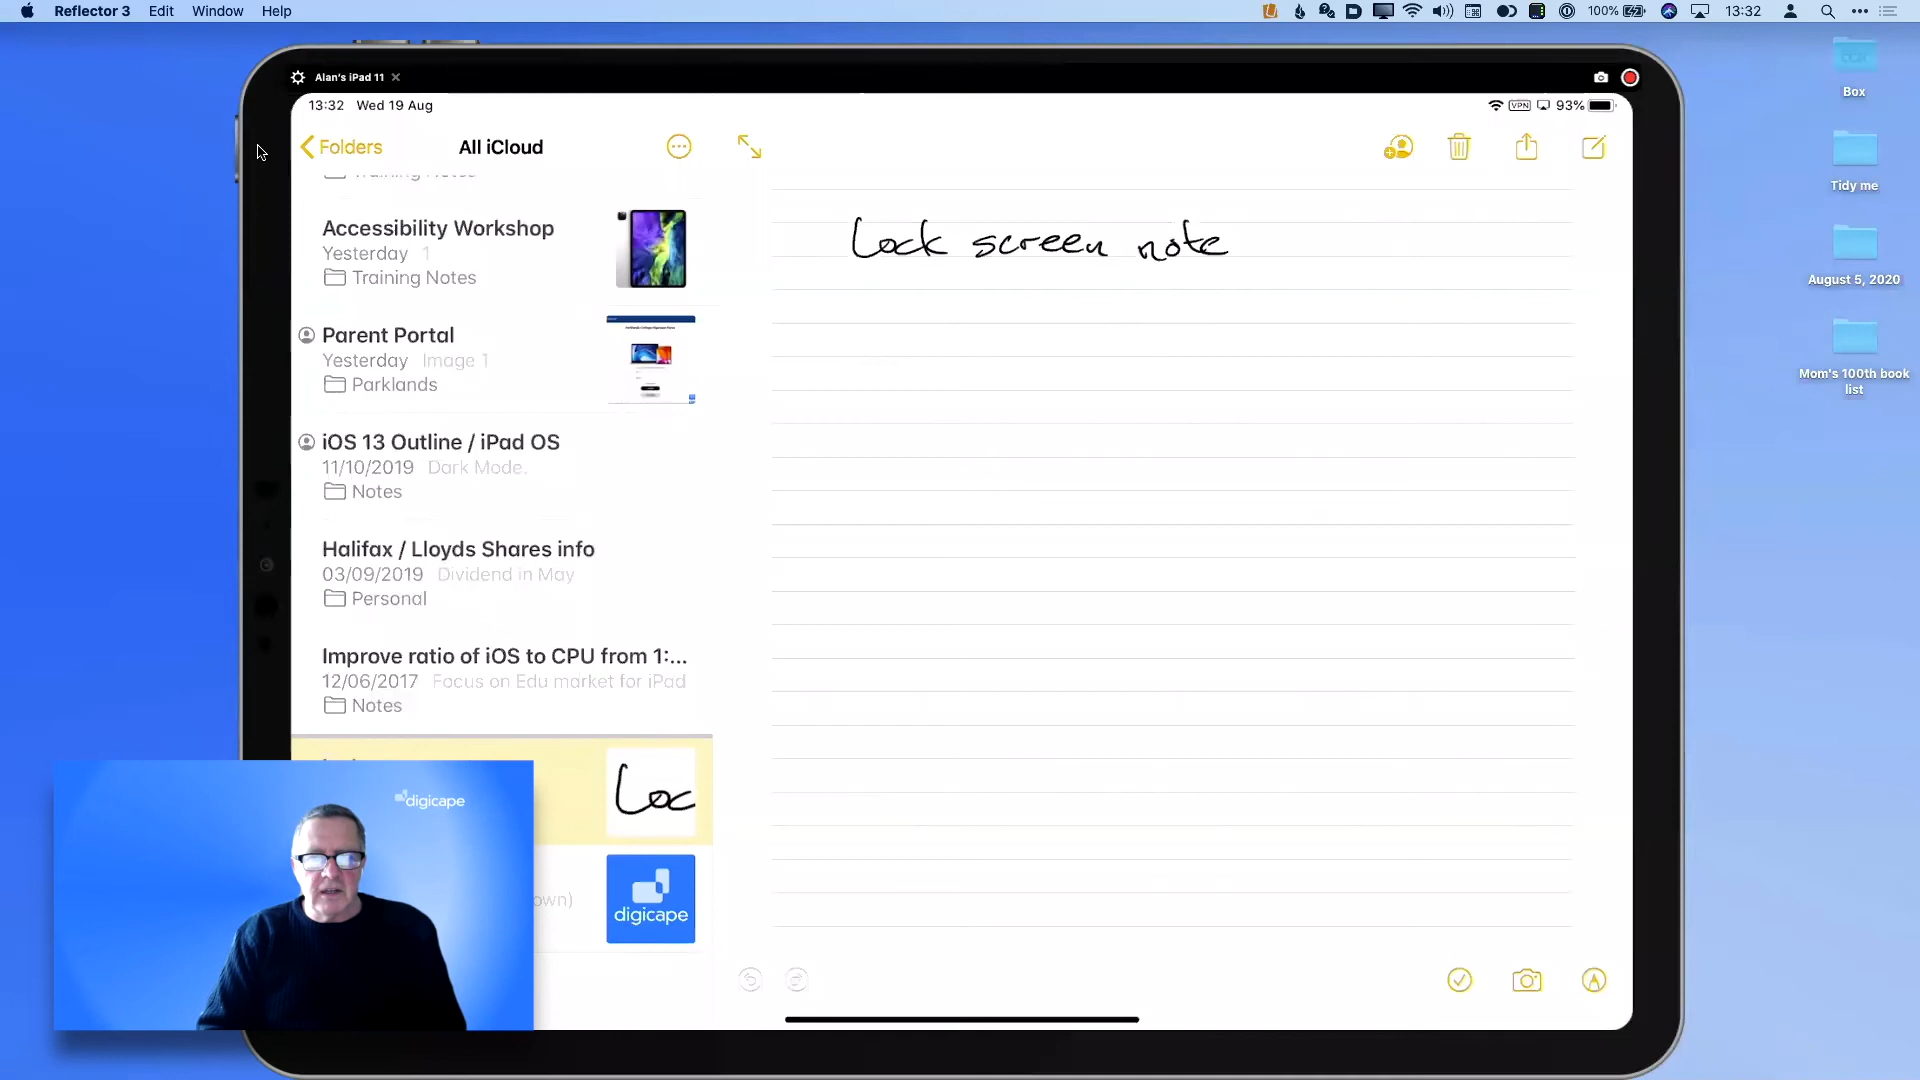 Reflector 3 Edit Window Help 100% 13:32
Alan's iPad 11
13:32 Wed 19 Aug VPN 93%
Folders All iCloud
Accessibility Workshop
Yesterday 1
Training Notes
Parent Portal
Yesterday Image 1
Parklands
iOS 13 Outline / iPad OS
11/10/2019 Dark Mode.
Notes
Halifax / Lloyds Shares info
03/09/2019 Dividend in May
Personal
Improve ratio of iOS to CPU from 1:...
12/06/2017 Focus on Edu market for iPad
Notes
Loc
own)
digicape
digicape
Lock screen note
Box
Tidy me
August 5, 2020
Mom's 100th book
list